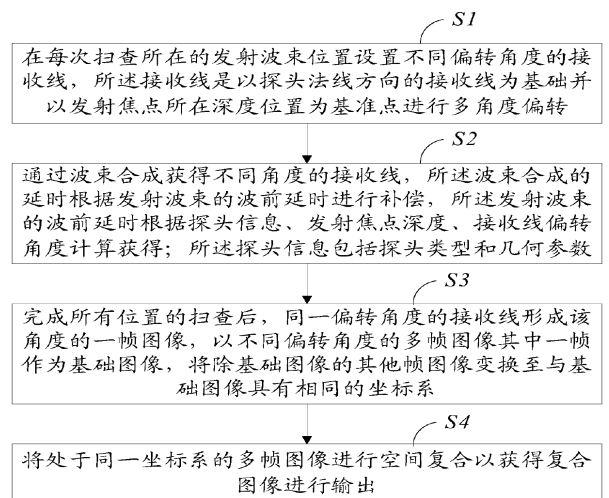 S1
在每次扫查所在的发射波束位置设置不同偏转角度的接
收线，所述接收线是以探头法线方向的接收线为基础并
以发射焦点所在深度位置为基准点进行多角度偏转
S2
通过波束合成获得不同角度的接收线，所述波束合成的
延时根据发射波束的波前延时进行补偿，所述发射波束
的波前延时根据探头信息、发射焦点深度、接收线偏转
角度计算获得；所述探头信息包括探头类型和几何参数
S3
完成所有位置的扫查后，同一偏转角度的接收线形成该
角度的一帧图像，以不同偏转角度的多帧图像其中一帧
作为基础图像，将除基础图像的其他帧图像变换至与基
础图像具有相同的坐标系
S4
将处于同一坐标系的多帧图像进行空间复合以获得复合
图像进行输出